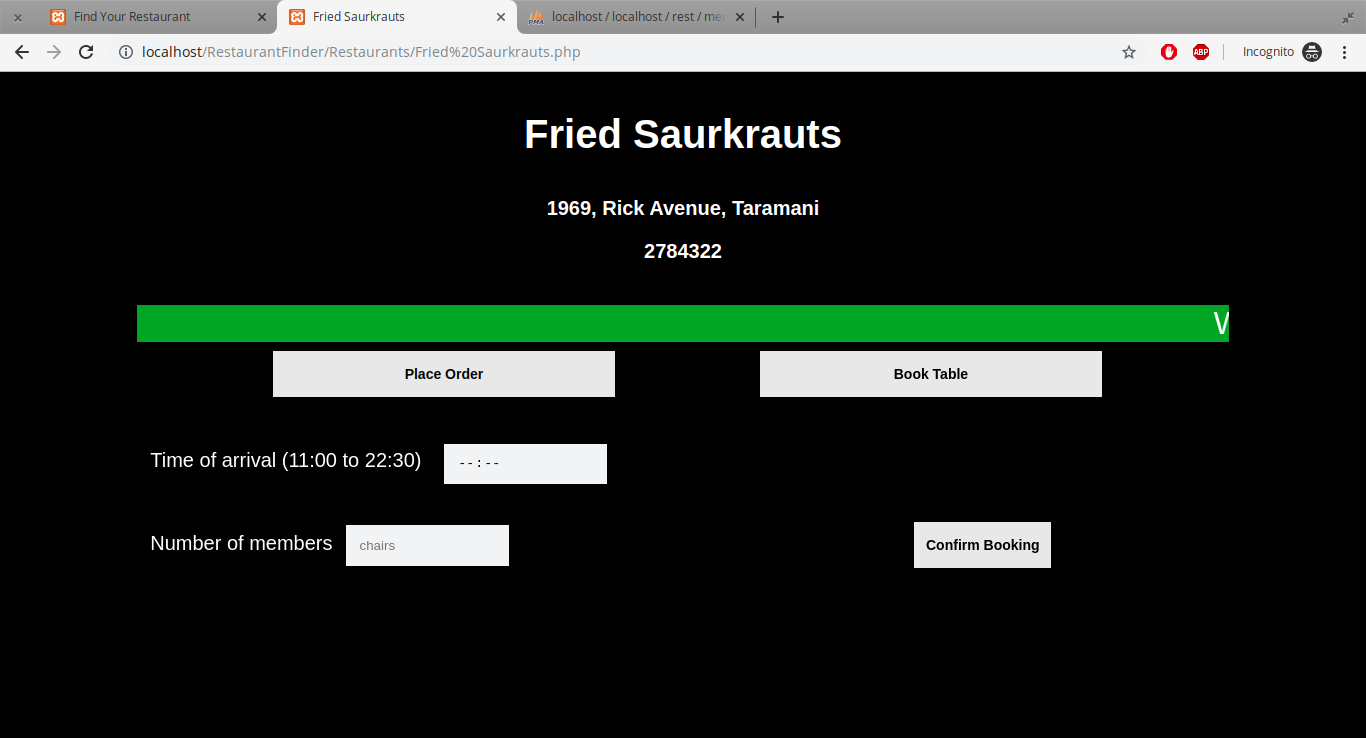 Find Your Restaurant
Fried Saurkrauts
localhost / localhost / rest /
localhost/RestaurantFinder/Restaurants/Fried%20Saurkrauts.php
ABP
Incognito
Fried Saurkrauts
1969, Rick Avenue, Taramani
2784322
Place Order
Book Table
Time of arrival (11:00 to 22:30)
--:--
Number of members
chairs
Confirm Booking